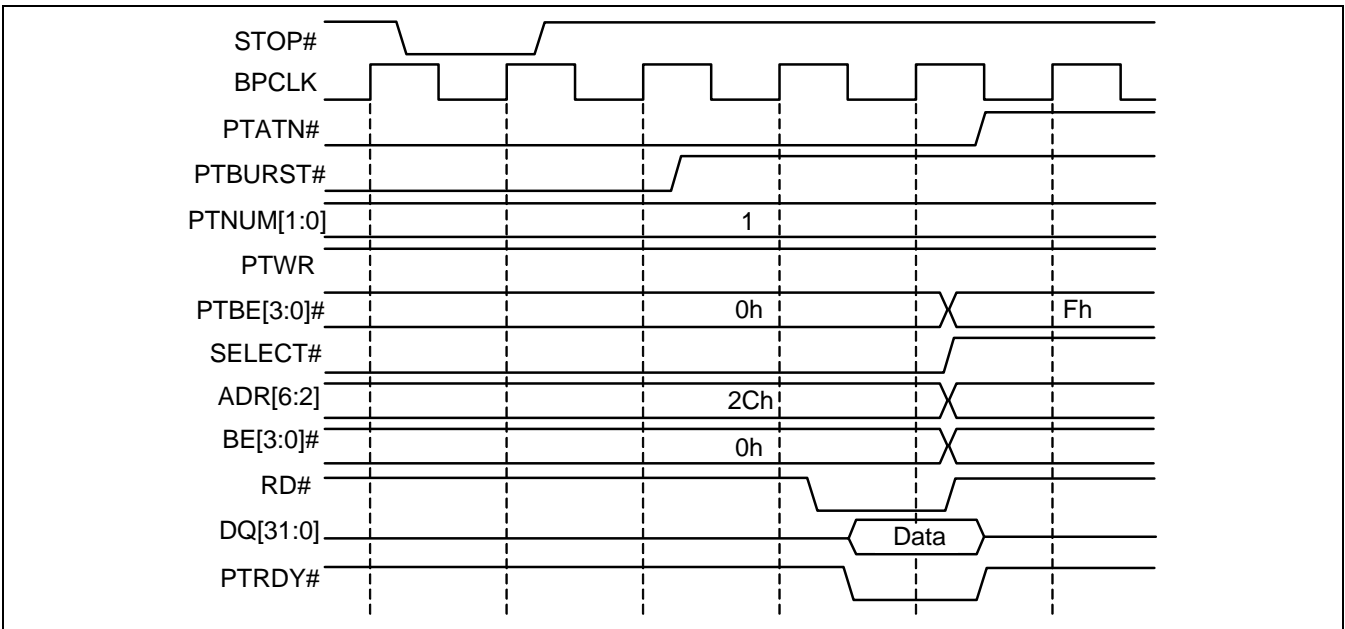 STOP#
BPCLK
PTATN#
PTBURST#
PTNUM[1:0] 1
PTWR
PTBE[3:0]# 0h Fh
SELECT#
ADR[6:2] 2Ch
BE[3:0]# 0h
RD#
DQ[31:0] Data
PTRDY#